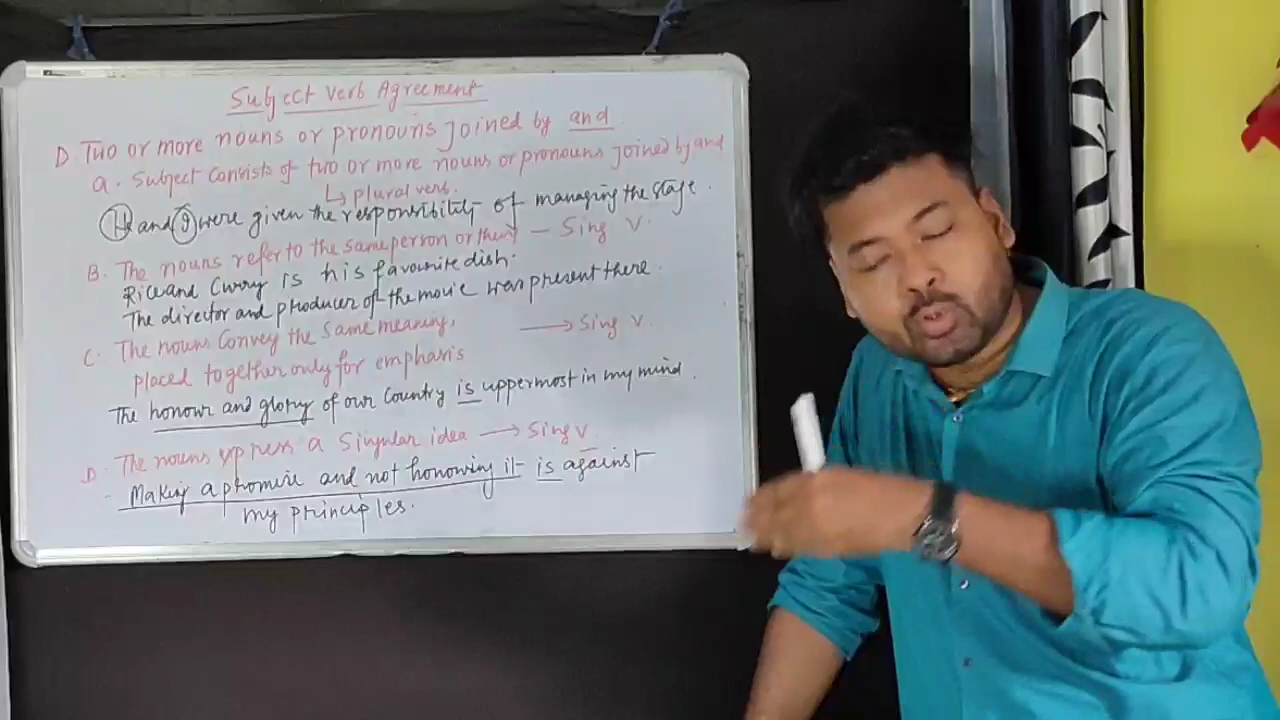 Subject Verb Agreement
D. Two or more nouns or pronouns joined by and
a. Subject consists of two or more nouns or pronouns joined by and
↳ plural verb.
H and I were given the responsibility of managing the stage.
B. The nouns refer to the same person or then — Sing V.
Rice and Curry is his favourite dish.
The director and producer of the movie was present there.
C. The nouns Convey the same meaning, → Sing V.
placed together only for emphasis
The honour and glory of our Country is uppermost in my mind.
D. The nouns express a Singular idea → Sing V
Making a promise and not honouring it is against
my principles.